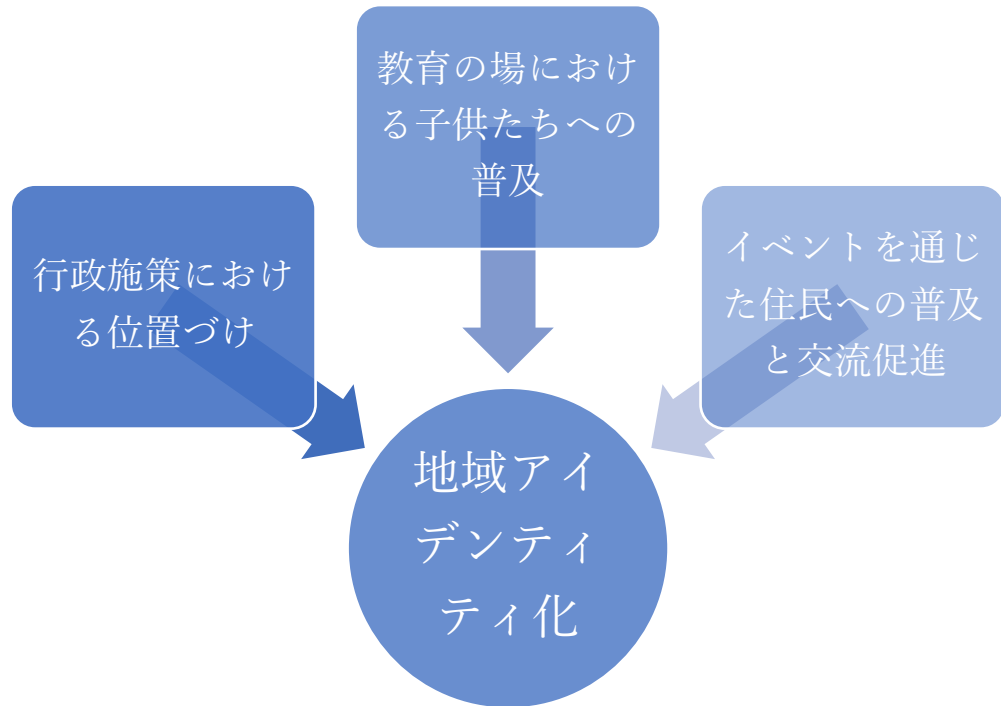 教育の場におけ
る子供たちへの
普及
行政施策におけ
る位置づけ
イベントを通じ
た住民への普及
と交流促進
地域アイ
デンティ
ティ化